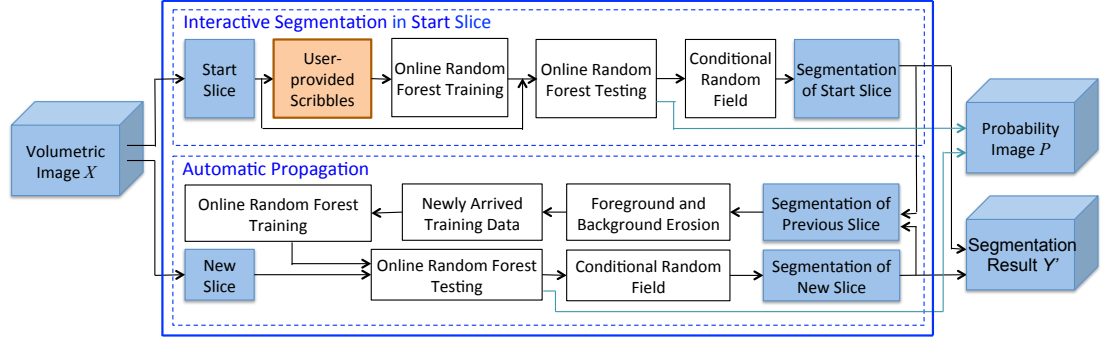 Interactive Segmentation in Start Slice
Start
Slice
User-
provided
Scribbles
Online Random
Forest Training
Online Random
Forest Testing
Conditional
Random
Field
Segmentation
of Start Slice
Volumetric
Image X
Probability
Image P
Automatic Propagation
Online Random Forest
Training
Newly Arrived
Training Data
Foreground and
Background Erosion
Segmentation of
Previous Slice
New
Slice
Online Random Forest
Testing
Conditional Random
Field
Segmentation of
New Slice
Segmentation
Result Y'